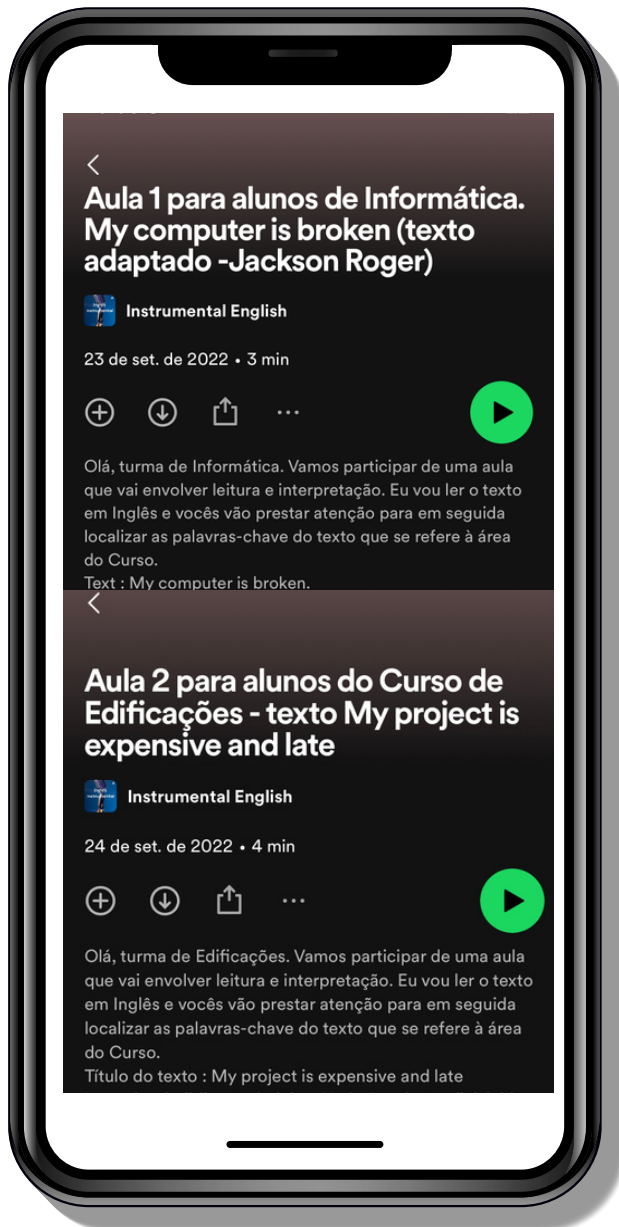 Aula 1 para alunos de Informática.
My computer is broken (texto
adaptado -Jackson Roger)
Instrumental English
23 de set. de 2022 • 3 min
Olá, turma de Informática. Vamos participar de uma aula
que vai envolver leitura e interpretação. Eu vou ler o texto
em Inglês e vocês vão prestar atenção para em seguida
localizar as palavras-chave do texto que se refere à área
do Curso.
Text : My computer is broken.
Aula 2 para alunos do Curso de
Edificações - texto My project is
expensive and late
Instrumental English
24 de set. de 2022 • 4 min
Olá, turma de Edificações. Vamos participar de uma aula
que vai envolver leitura e interpretação. Eu vou ler o texto
em Inglês e vocês vão prestar atenção para em seguida
localizar as palavras-chave do texto que se refere à área
do Curso.
Título do texto : My project is expensive and late